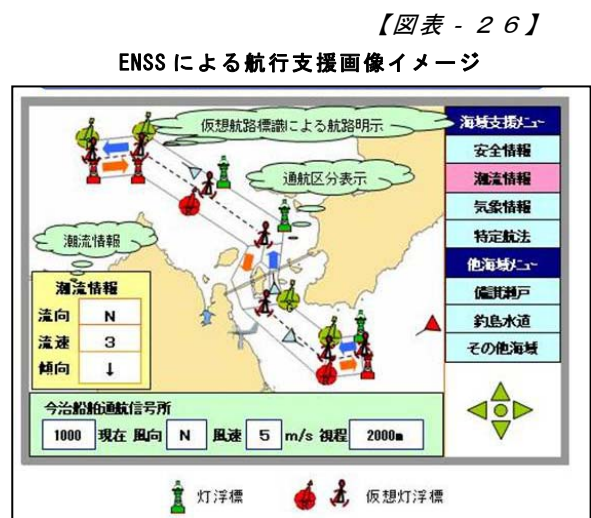 【図表 - ２６】
ENSSによる航行支援画像イメージ
仮想航路標識による航路明示
通航区分表示
潮流情報
潮流情報
流向 N
流速 3
傾向 ↓
今治船舶通航信号所
1000 現在 風向 N 風速 5 m/s 視程 2000m
海域支援メニュー
安全情報
潮流情報
気象情報
特定航法
他海域メニュー
備讃瀬戸
釣島水道
その他海域
灯浮標 仮想灯浮標